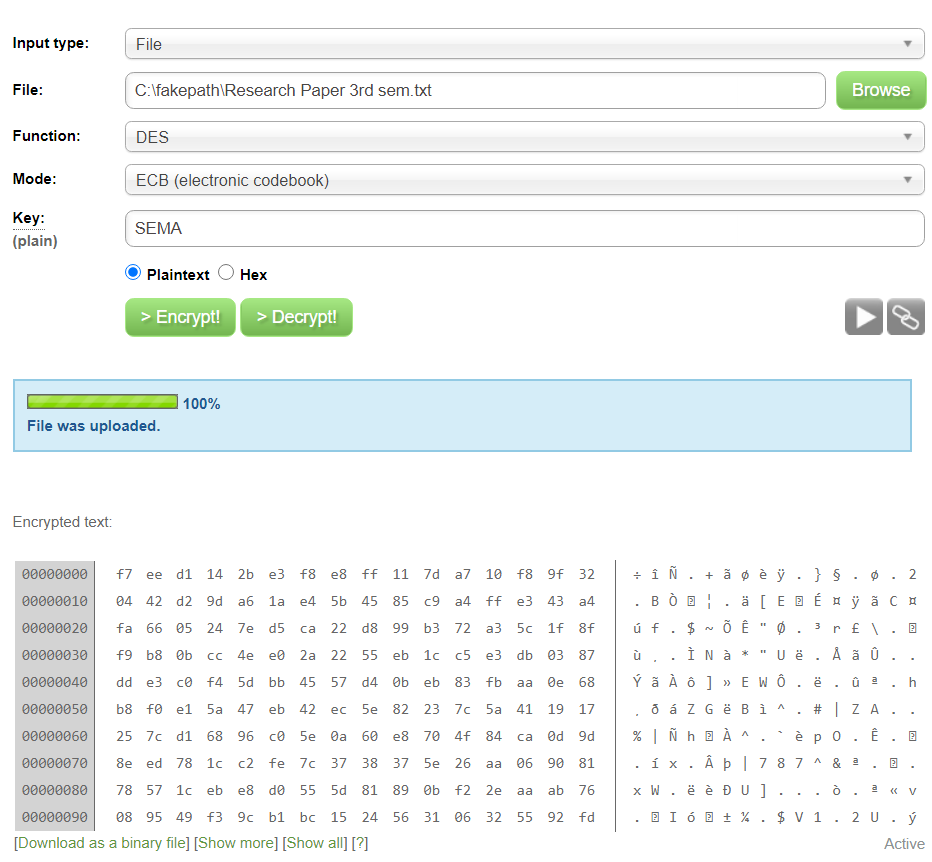 Input type: File
File: C:\fakepath\Research Paper 3rd sem.txt Browse
Function: DES
Mode: ECB (electronic codebook)
Key: SEMA
(plain)
Plaintext Hex
> Encrypt! > Decrypt!
100%
File was uploaded.
Encrypted text:
00000000 f7 ee d1 14 2b e3 f8 e8 ff 11 7d a7 10 f8 9f 32 ÷ î Ñ . + ã ø è ÿ . } § . ø . 2
00000010 04 42 d2 9d a6 1a e4 5b 45 85 c9 a4 ff e3 43 a4 . B Ò ¦ . ä [ E É ¤ ÿ ã C ¤
00000020 fa 66 05 24 7e d5 ca 22 d8 99 b3 72 a3 5c 1f 8f ú f . $ ~ Õ Ê " Ø . ³ r £ \ .
00000030 f9 b8 0b cc 4e e0 2a 22 55 eb 1c c5 e3 db 03 87 ù ¸ . Ì N à * " U ë . Å ã Û . .
00000040 dd e3 c0 f4 5d bb 45 57 d4 0b eb 83 fb aa 0e 68 Ý ã À ô ] » E W Ô . ë . û ª . h
00000050 b8 f0 e1 5a 47 eb 42 ec 5e 82 23 7c 5a 41 19 17 ¸ ð á Z G ë B ì ^ . # | Z A . .
00000060 25 7c d1 68 96 c0 5e 0a 60 e8 70 4f 84 ca 0d 9d % | Ñ h À ^ . ` è p O . Ê .
00000070 8e ed 78 1c c2 fe 7c 37 38 37 5e 26 aa 06 90 81 . í x . Â þ | 7 8 7 ^ & ª . .
00000080 78 57 1c eb e8 d0 55 5d 81 89 0b f2 2e aa ab 76 x W . ë è Ð U ] . . . ò . ª « v
00000090 08 95 49 f3 9c b1 bc 15 24 56 31 06 32 55 92 fd . I ó ± ¼ . $ V 1 . 2 U . ý
[Download as a binary file] [Show more] [Show all] [?] Active